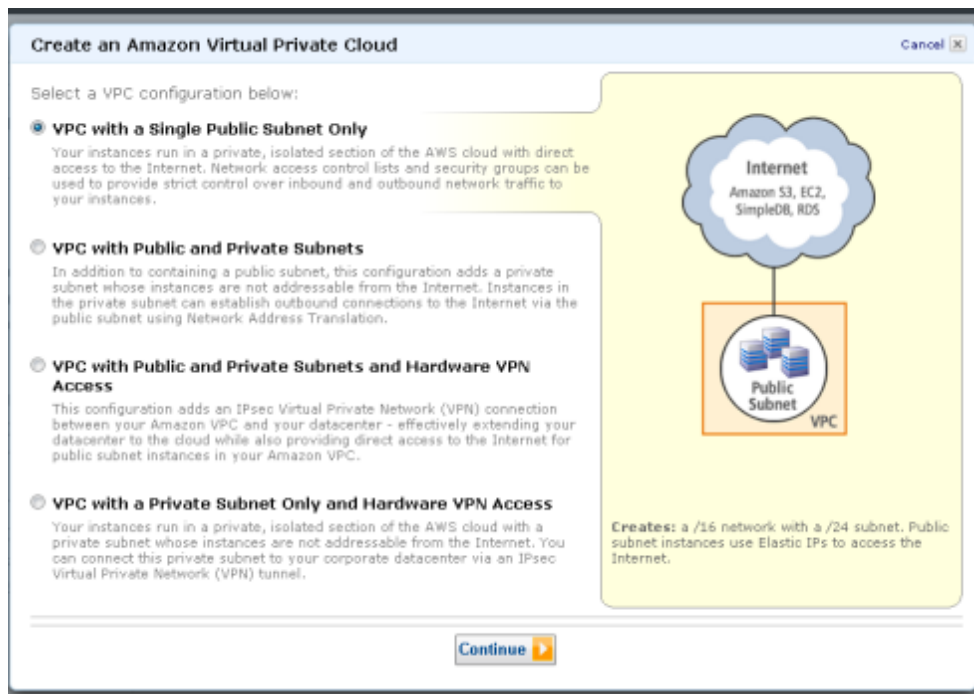 Create an Amazon Virtual Private Cloud
Cancel
Select a VPC configuration below:
VPC with a Single Public Subnet Only
Your instances run in a private, isolated section of the AWS cloud with direct
access to the Internet. Network access control lists and security groups can be
used to provide strict control over inbound and outbound network traffic to
your instances.
VPC with Public and Private Subnets
In addition to containing a public subnet, this configuration adds a private
subnet whose instances are not addressable from the Internet. Instances in
the private subnet can establish outbound connections to the Internet via the
public subnet using Network Address Translation.
VPC with Public and Private Subnets and Hardware VPN
Access
This configuration adds an IPsec Virtual Private Network (VPN) connection
between your Amazon VPC and your datacenter - effectively extending your
datacenter to the cloud while also providing direct access to the Internet for
public subnet instances in your Amazon VPC.
VPC with a Private Subnet Only and Hardware VPN Access
Your instances run in a private, isolated section of the AWS cloud with a
private subnet whose instances are not addressable from the Internet. You
can connect this private subnet to your corporate datacenter via an IPsec
Virtual Private Network (VPN) tunnel.
Internet
Amazon S3, EC2,
SimpleDB, RDS
Public
Subnet
VPC
Creates: a /16 network with a /24 subnet. Public
subnet instances use Elastic IPs to access the
Internet.
Continue